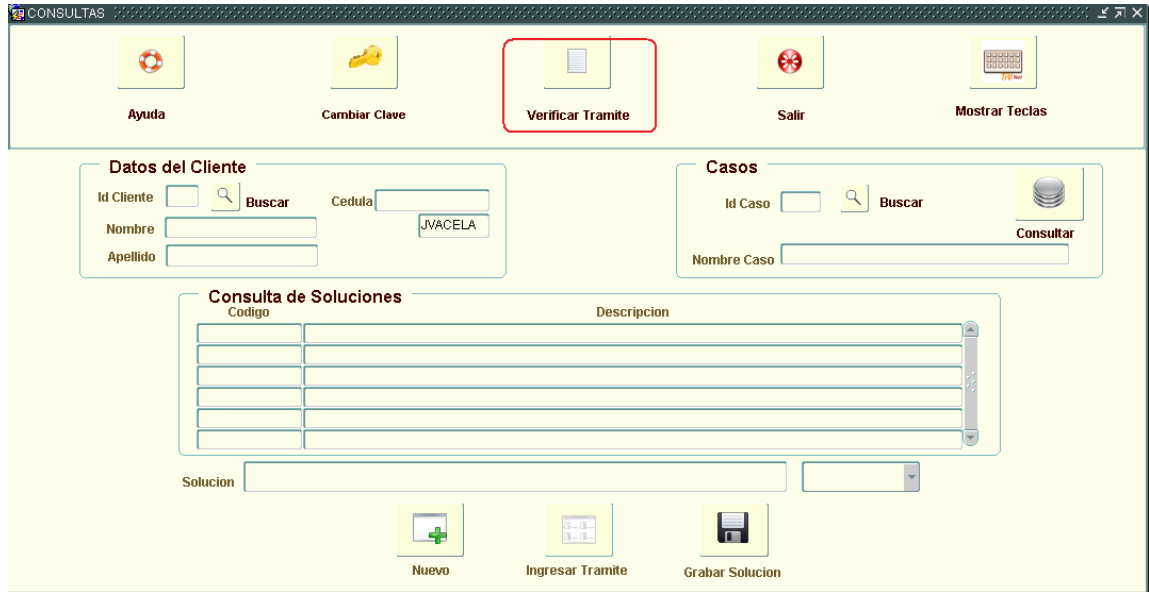 CONSULTAS
Ayuda
Cambiar Clave
Verificar Tramite
Salir
Mostrar Teclas
Datos del Cliente
Id Cliente
Buscar
Cedula
Nombre
JVACELA
Apellido
Casos
Id Caso
Buscar
Consultar
Nombre Caso
Consulta de Soluciones
Codigo
Descripcion
Solucion
Nuevo
Ingresar Tramite
Grabar Solucion